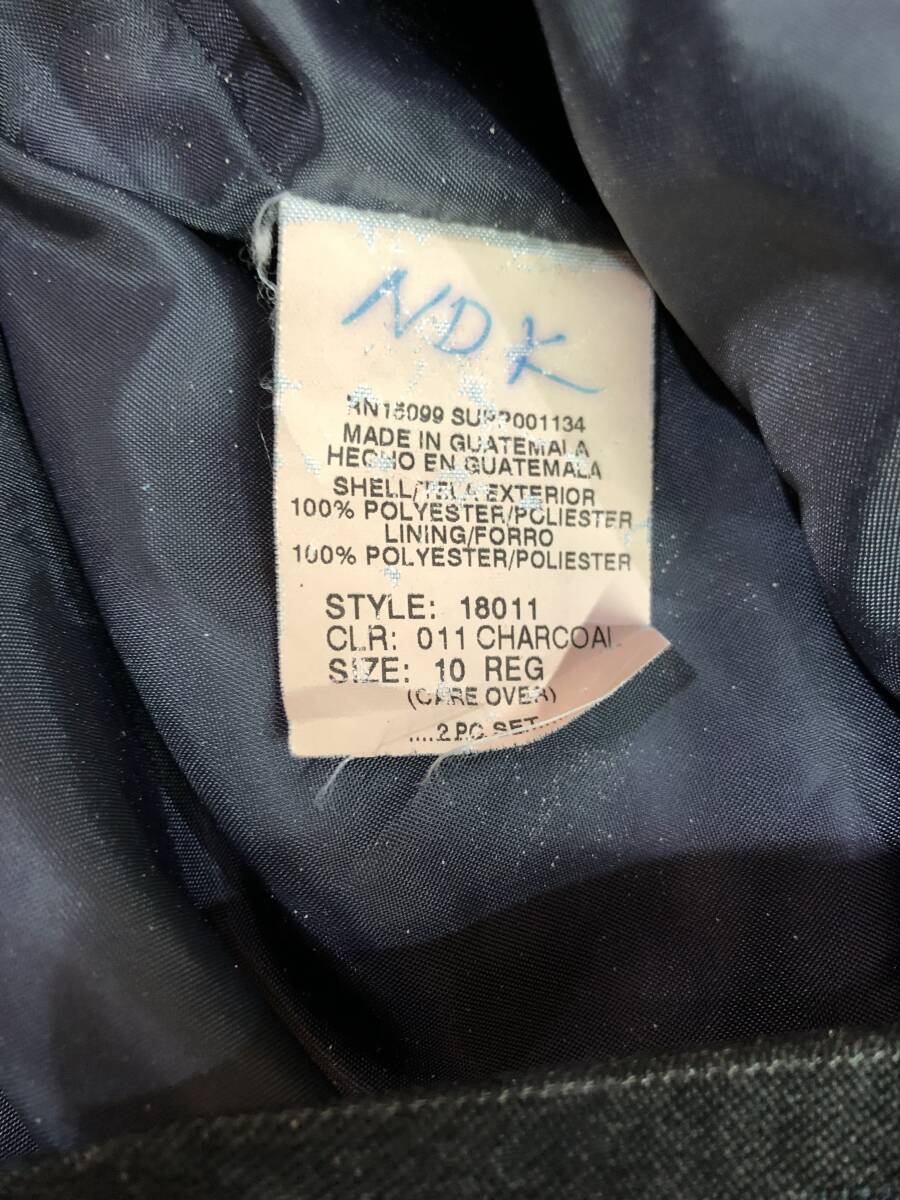 NDK
RN15099 SUP2001134
MADE IN GUATEMALA
HECHO EN GUATEMALA
SHELL/TELA EXTERIOR
100% POLYESTER/POLIESTER
LINING/FORRO
100% POLYESTER/POLIESTER
STYLE: 18011
CLR: 011 CHARCOAL
SIZE: 10 REG
(CARE OVER)
....2 PC SET....